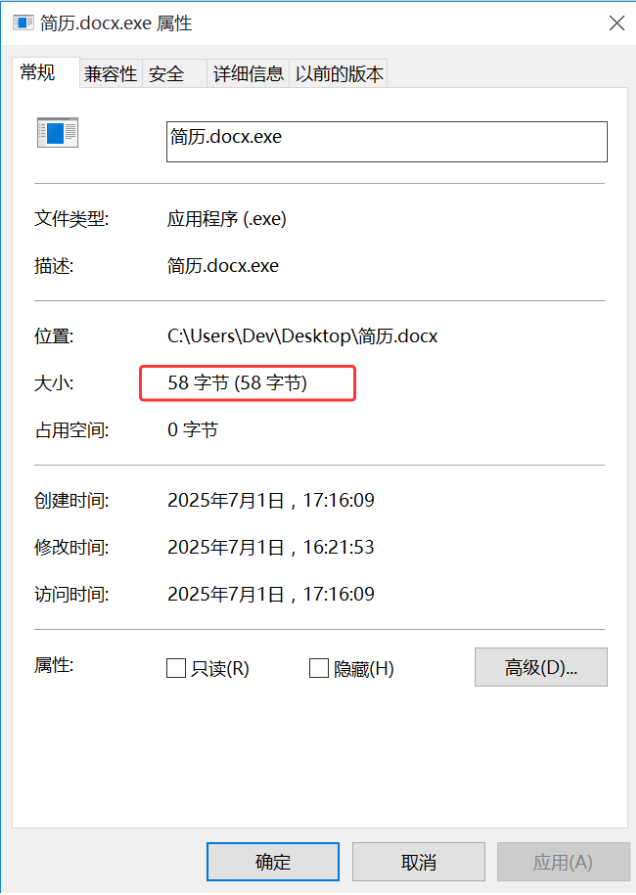 简历.docx.exe 属性
常规 兼容性 安全 详细信息 以前的版本
简历.docx.exe
文件类型: 应用程序 (.exe)
描述: 简历.docx.exe
位置: C:\Users\Dev\Desktop\简历.docx
大小: 58 字节 (58 字节)
占用空间: 0 字节
创建时间: 2025年7月1日，17:16:09
修改时间: 2025年7月1日，16:21:53
访问时间: 2025年7月1日，17:16:09
属性: 只读(R) 隐藏(H) 高级(D)...
确定 取消 应用(A)